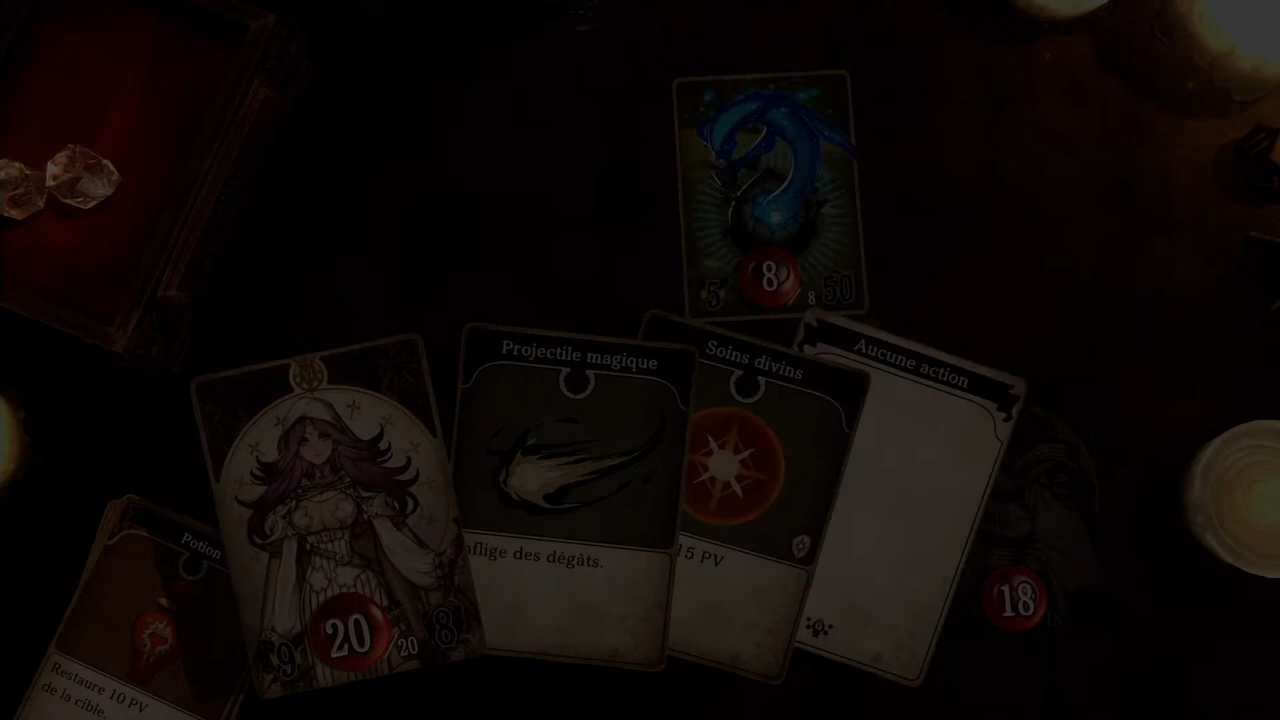 8
5
8
50
Projectile magique
Soins divins
Aucune action
nflige des dégâts.
15 PV
Potion
20
20
9
8
18
Restaure 10 PV
de la cible.
0